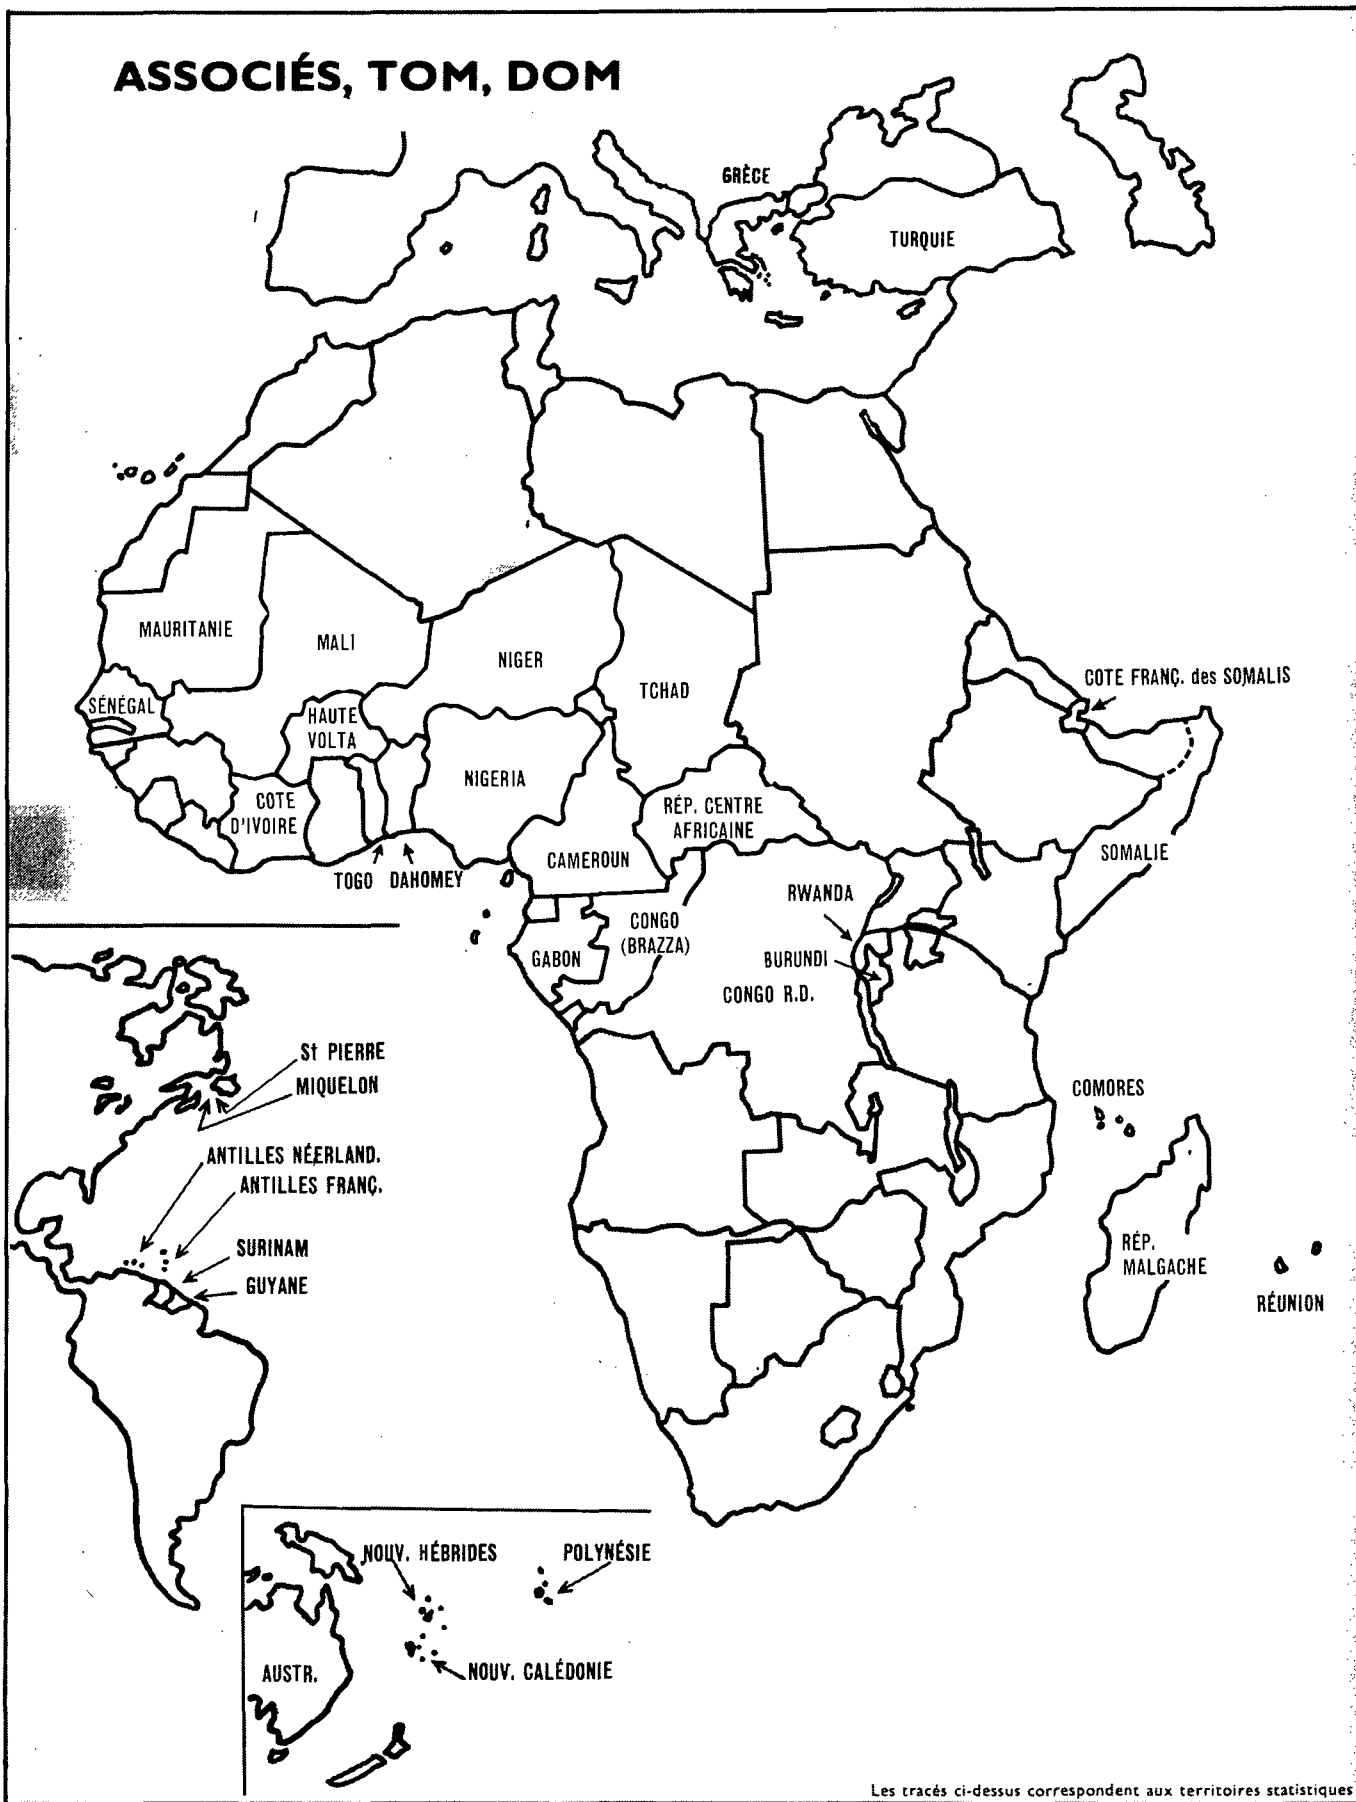 ASSOCIÉS, TOM, DOM
GRÈCE
TURQUIE
MAURITANIE
MALI
NIGER
TCHAD
COTE FRANÇ. des SOMALIS
SÉNÉGAL
HAUTE
VOLTA
NIGERIA
COTE
D'IVOIRE
RÉP. CENTRE
AFRICAINE
SOMALIE
CAMEROUN
TOGO
DAHOMEY
RWANDA
CONGO
(BRAZZA)
GABON
BURUNDI
CONGO R.D.
St PIERRE
MIQUELON
COMORES
ANTILLES NÉERLAND.
ANTILLES FRANÇ.
SURINAM
GUYANE
RÉP.
MALGACHE
RÉUNION
NOUV. HÉBRIDES
POLYNÉSIE
AUSTR.
NOUV. CALÉDONIE
Les tracés ci-dessus correspondent aux territoires statistiques